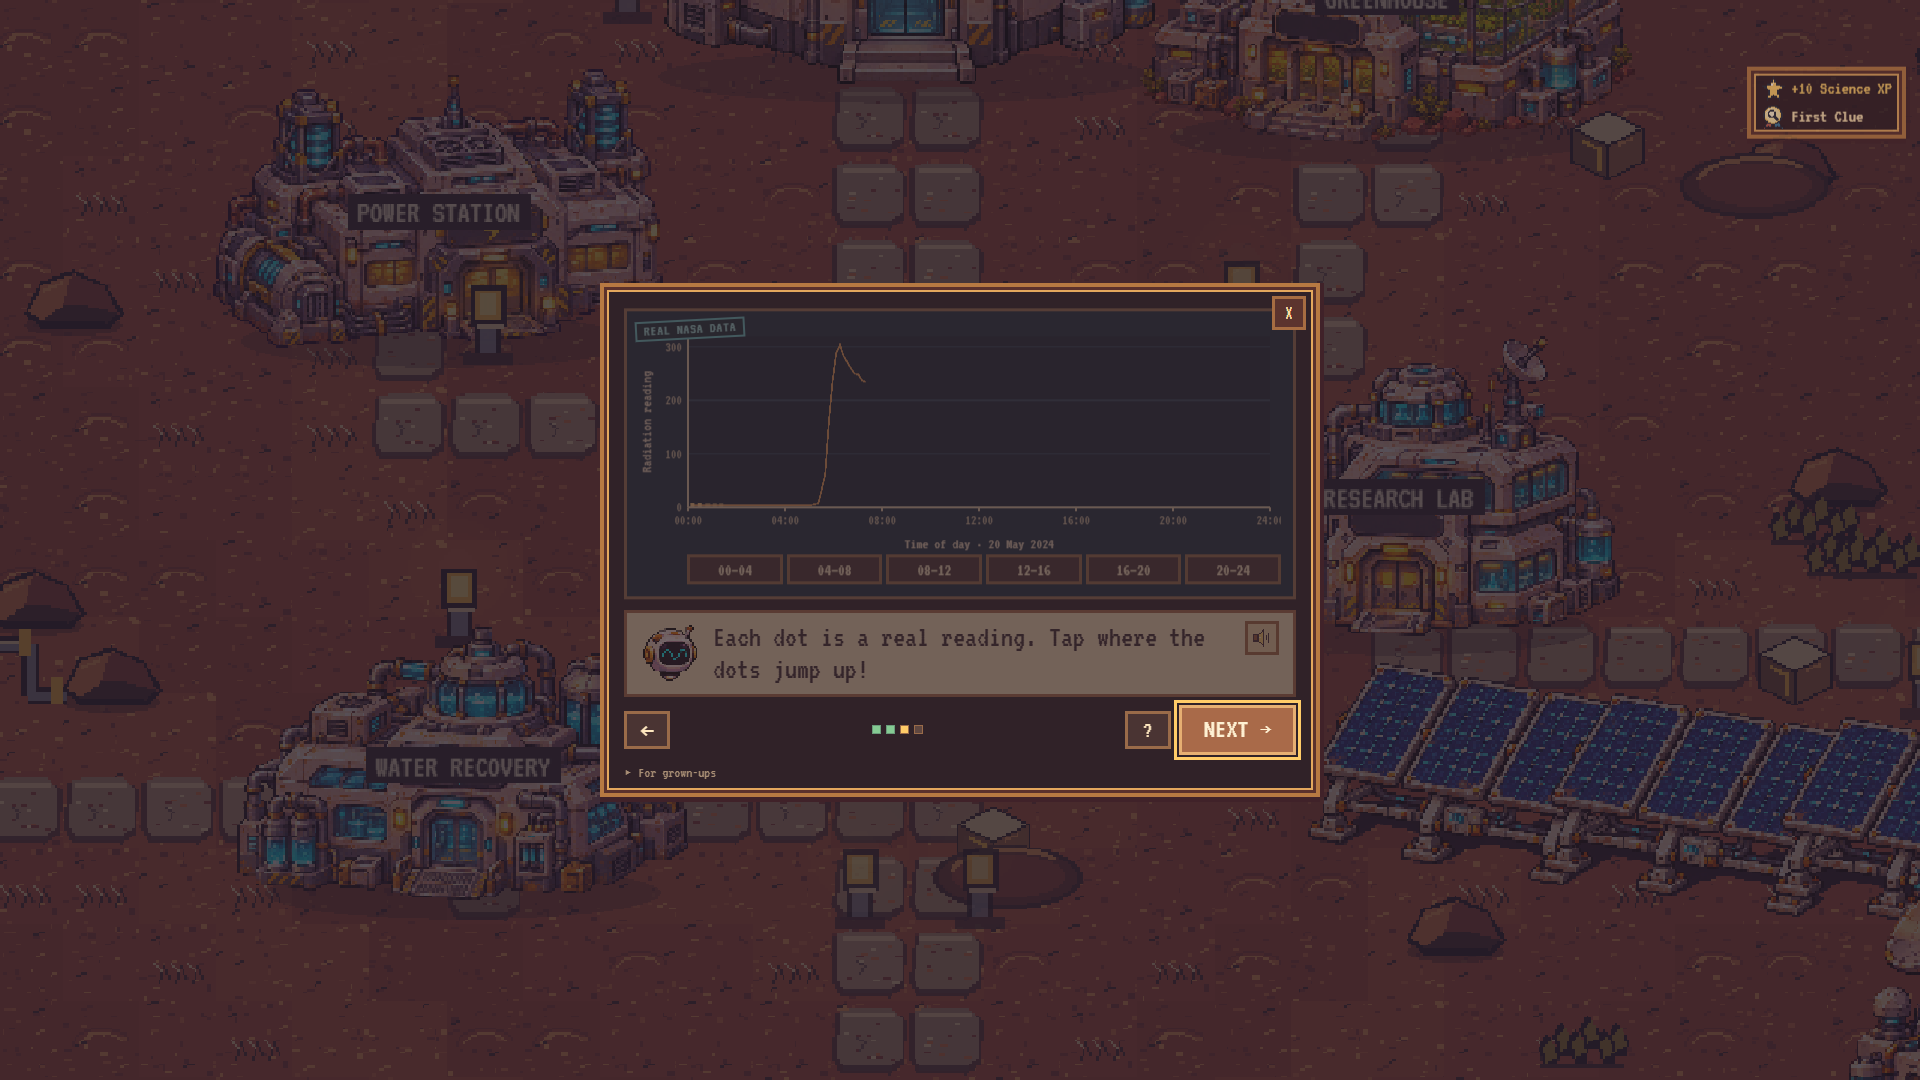 GREENHOUSE
+10 Science XP
First Clue
POWER STATION
X
REAL NASA DATA
300
200
100
0
Radiation reading
00:00 04:00 08:00 12:00 16:00 20:00 24:0
Time of day · 20 May 2024
00-04 04-08 08-12 12-16 16-20 20-24
RESEARCH LAB
Each dot is a real reading. Tap where the
dots jump up!
← ? NEXT →
▸ For grown-ups
WATER RECOVERY